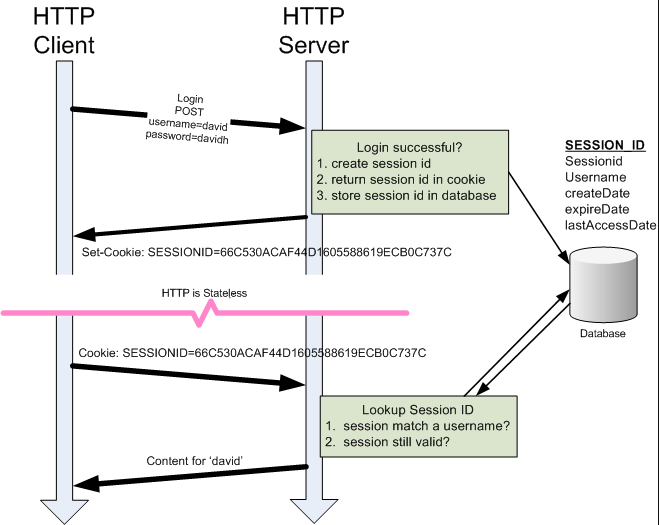 HTTP
Client
HTTP
Server
Login
POST
username=david
password=davidh
Login successful?
1. create session id
2. return session id in cookie
3. store session id in database
SESSION_ID
Sessionid
Username
createDate
expireDate
lastAccessDate
Set-Cookie: SESSIONID=66C530ACAF44D1605588619ECB0C737C
HTTP is Stateless
Database
Cookie: SESSIONID=66C530ACAF44D1605588619ECB0C737C
Lookup Session ID
1. session match a username?
2. session still valid?
Content for ‘david’